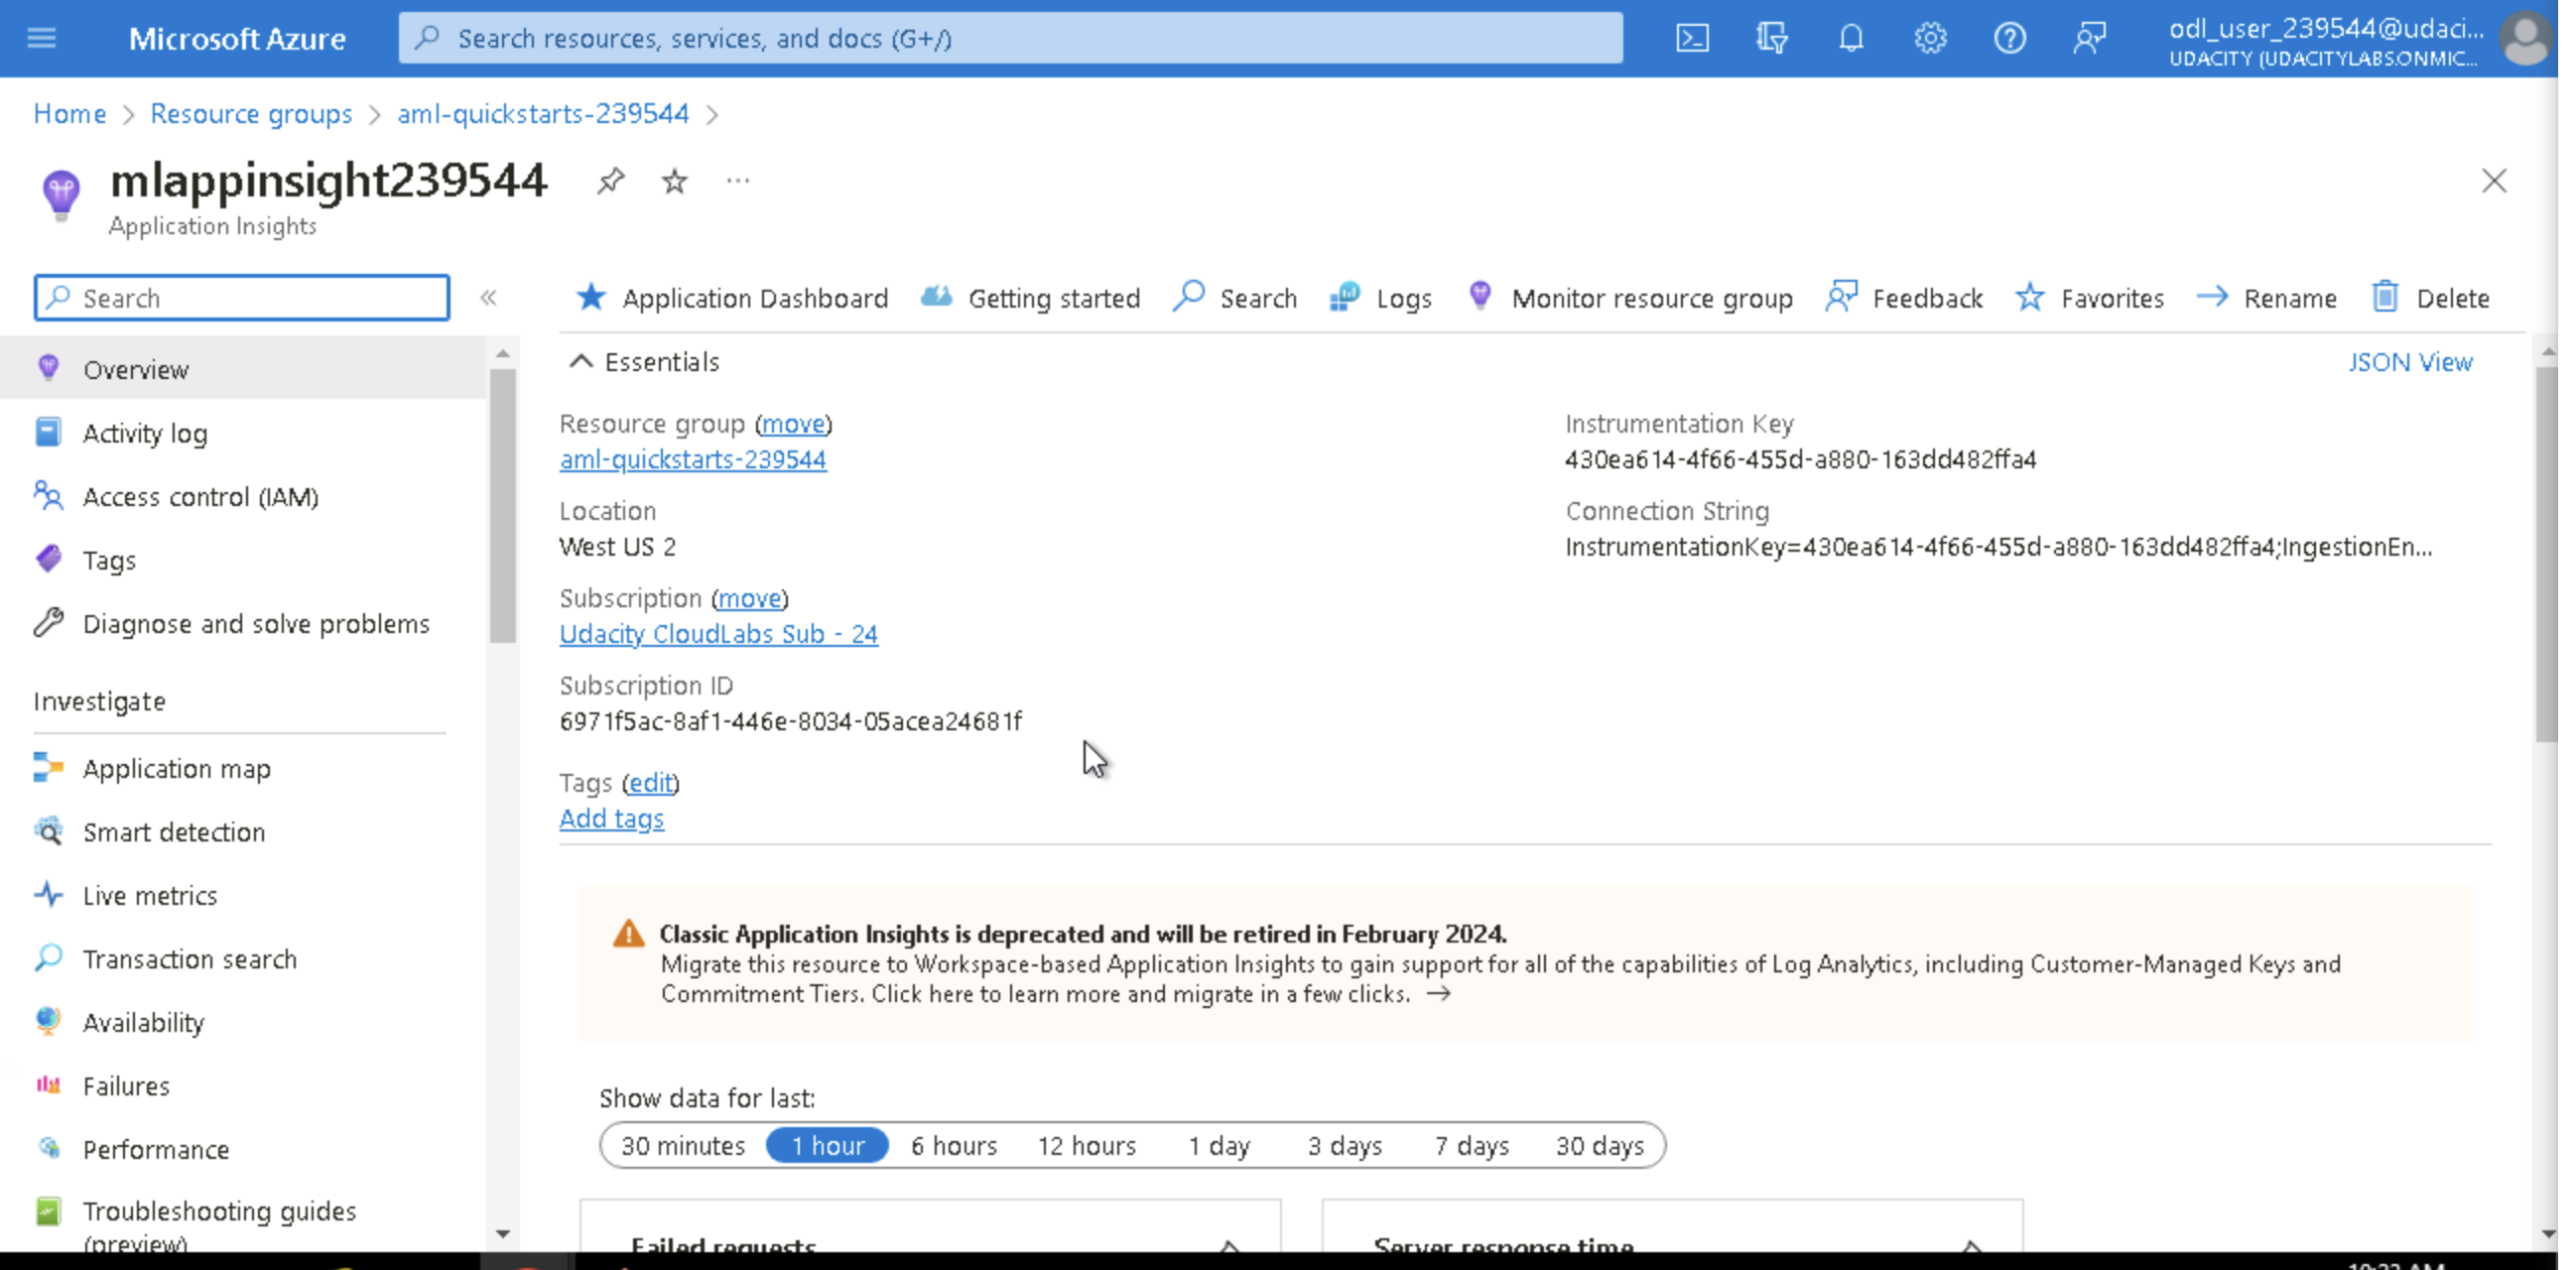 Microsoft Azure
Search resources, services, and docs (G+/)
odl_user_239544@udaci...
UDACITY (UDACITYLABS.ONMIC...
Home > Resource groups > aml-quickstarts-239544 >
mlappinsight239544
Application Insights
Search
Application Dashboard
Getting started
Search
Logs
Monitor resource group
Feedback
Favorites
Rename
Delete
Overview
Activity log
Access control (IAM)
Tags
Diagnose and solve problems
Investigate
Application map
Smart detection
Live metrics
Transaction search
Availability
Failures
Performance
Troubleshooting guides
(preview)
Essentials
JSON View
Resource group (move)
aml-quickstarts-239544
Location
West US 2
Subscription (move)
Udacity CloudLabs Sub - 24
Subscription ID
6971f5ac-8af1-446e-8034-05acea24681f
Tags (edit)
Add tags
Instrumentation Key
430ea614-4f66-455d-a880-163dd482ffa4
Connection String
InstrumentationKey=430ea614-4f66-455d-a880-163dd482ffa4;IngestionEn...
Classic Application Insights is deprecated and will be retired in February 2024.
Migrate this resource to Workspace-based Application Insights to gain support for all of the capabilities of Log Analytics, including Customer-Managed Keys and
Commitment Tiers. Click here to learn more and migrate in a few clicks. →
Show data for last:
30 minutes
1 hour
6 hours
12 hours
1 day
3 days
7 days
30 days
Failed requests
Server response time